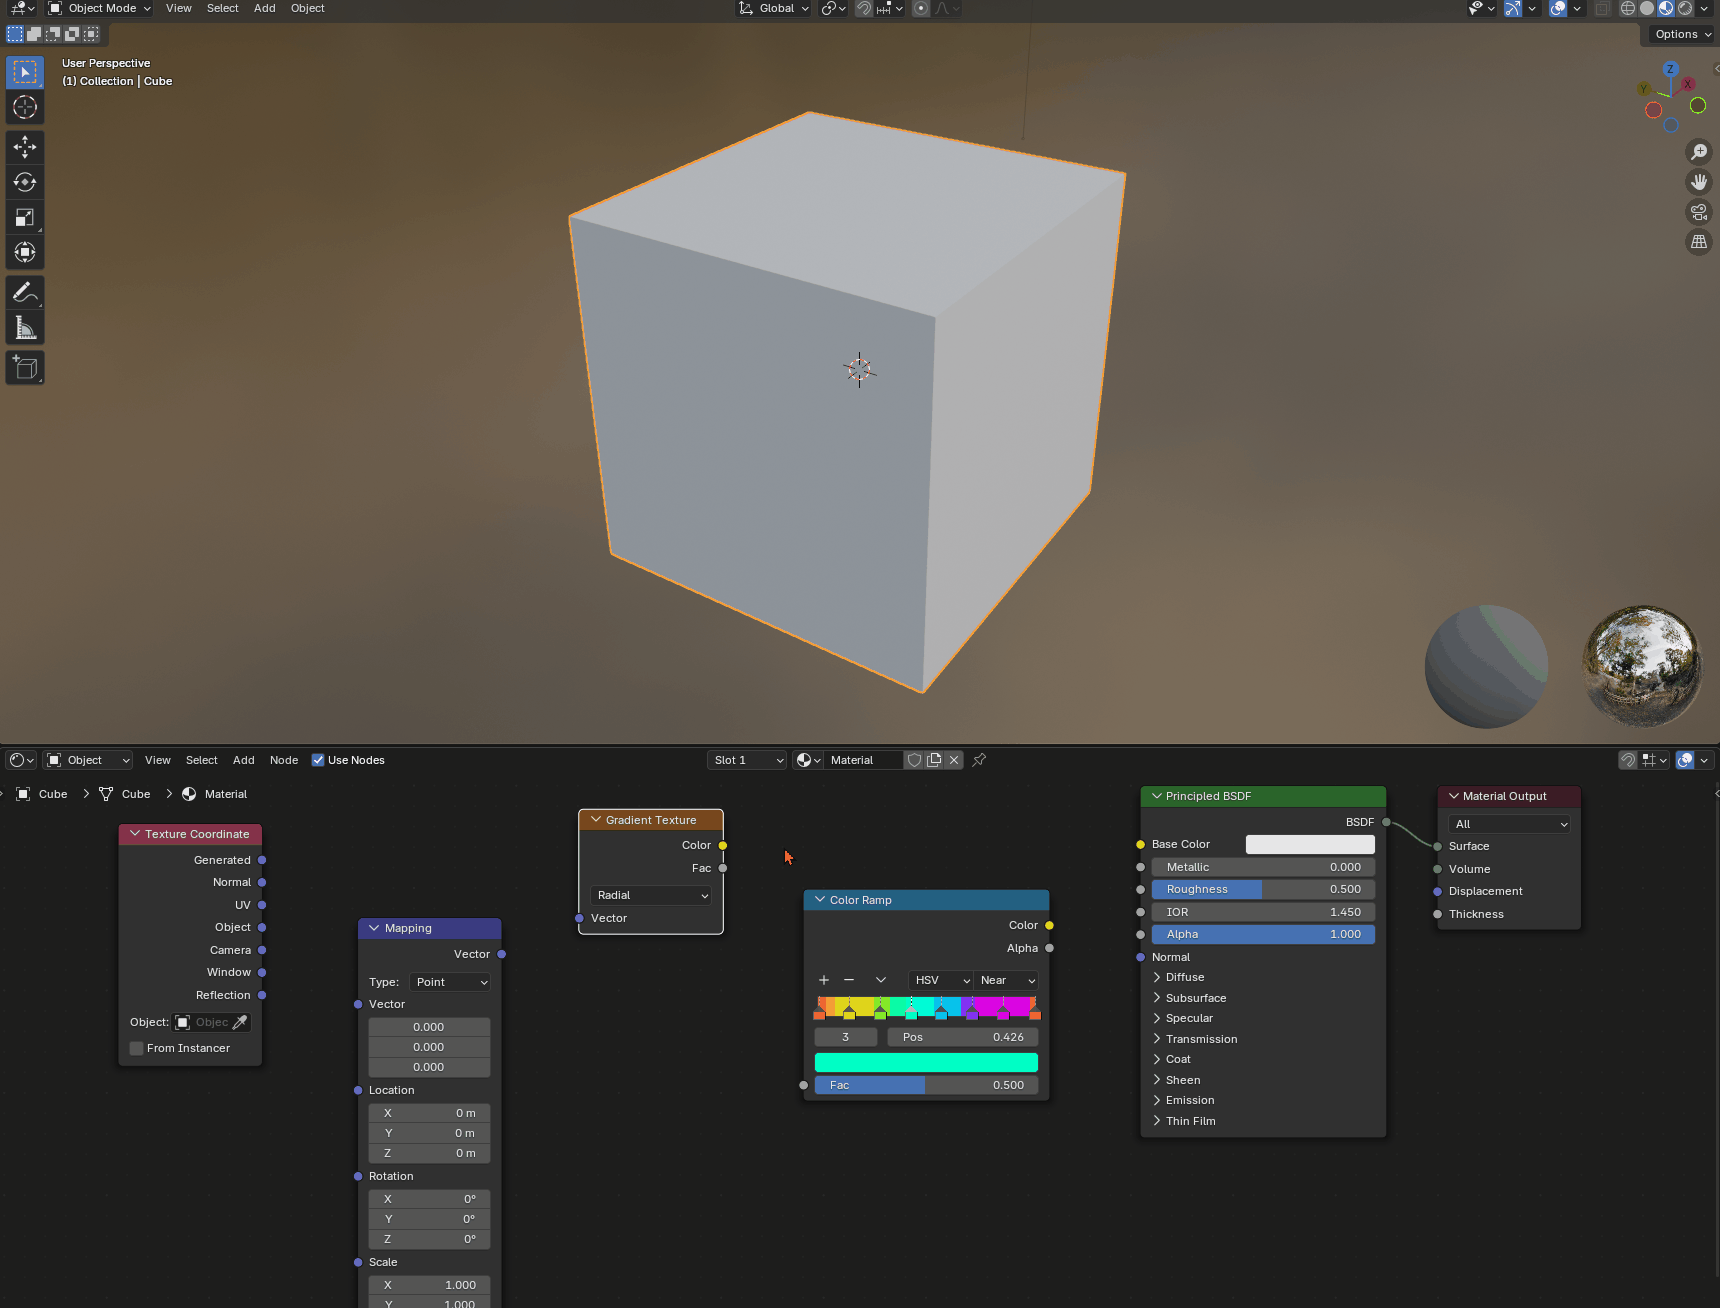 Object Mode View Select Add Object Global
Options
User Perspective
(1) Collection | Cube
Z
X
Y
Object View Select Add Node Use Nodes Slot 1 Material
Cube Cube Material
Texture Coordinate
Generated
Normal
UV
Object
Camera
Window
Reflection
Object: Objec
From Instancer
Mapping
Vector
Type: Point
Vector
0.000
0.000
0.000
Location
X 0 m
Y 0 m
Z 0 m
Rotation
X 0°
Y 0°
Z 0°
Scale
X 1.000
Y 1.000
Gradient Texture
Color
Fac
Radial
Vector
Color Ramp
Color
Alpha
HSV Near
3 Pos 0.426
Fac 0.500
Principled BSDF
BSDF
Base Color
Metallic 0.000
Roughness 0.500
IOR 1.450
Alpha 1.000
Normal
Diffuse
Subsurface
Specular
Transmission
Coat
Sheen
Emission
Thin Film
Material Output
All
Surface
Volume
Displacement
Thickness